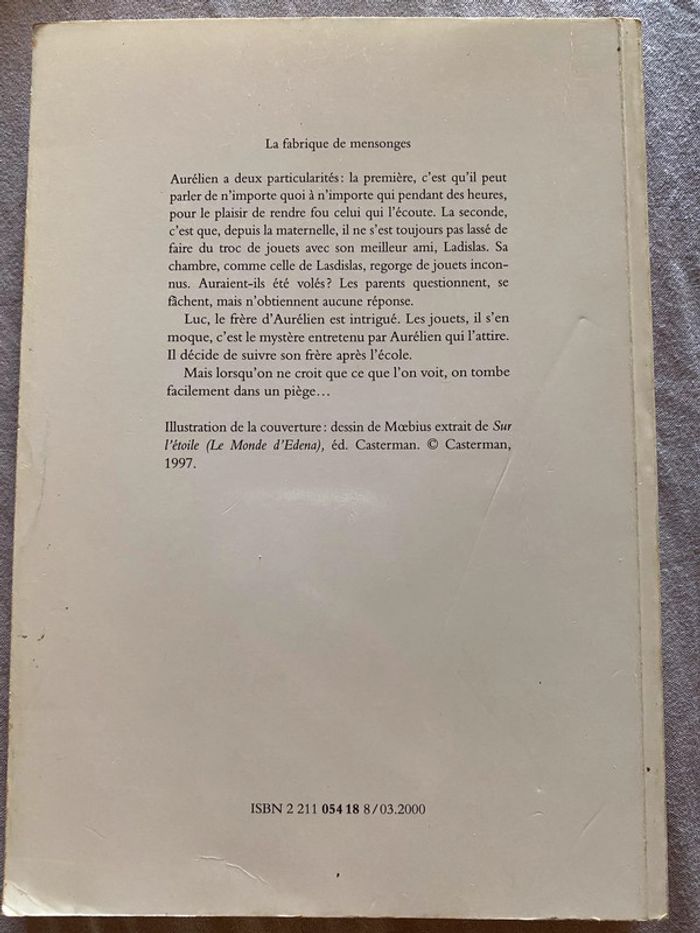 La fabrique de mensonges
Aurélien a deux particularités : la première, c'est qu'il peut
parler de n'importe quoi à n'importe qui pendant des heures,
pour le plaisir de rendre fou celui qui l'écoute. La seconde,
c'est que, depuis la maternelle, il ne s'est toujours pas lassé de
faire du troc de jouets avec son meilleur ami, Ladislas. Sa
chambre, comme celle de Lasdislas, regorge de jouets incon-
nus. Auraient-ils été volés ? Les parents questionnent, se
fâchent, mais n'obtiennent aucune réponse.
Luc, le frère d'Aurélien est intrigué. Les jouets, il s'en
moque, c'est le mystère entretenu par Aurélien qui l'attire.
Il décide de suivre son frère après l'école.
Mais lorsqu'on ne croit que ce que l'on voit, on tombe
facilement dans un piège…
Illustration de la couverture : dessin de Mœbius extrait de Sur
l'étoile (Le Monde d'Edena), éd. Casterman. © Casterman,
1997.
ISBN 2 211 054 18 8 / 03.2000